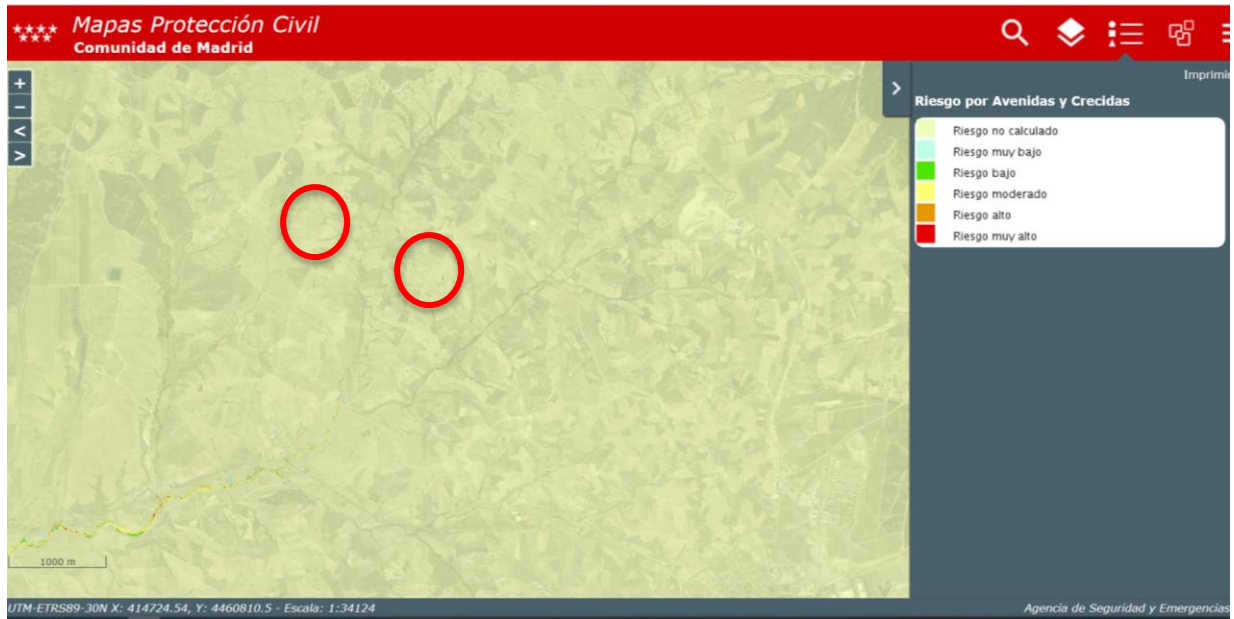 Mapas Protección Civil
Comunidad de Madrid
+
−
<
>
>
Imprimir
Riesgo por Avenidas y Crecidas
Riesgo no calculado
Riesgo muy bajo
Riesgo bajo
Riesgo moderado
Riesgo alto
Riesgo muy alto
1000 m
UTM-ETRS89-30N X: 414724.54, Y: 4460810.5 - Escala: 1:34124
Agencia de Seguridad y Emergencias